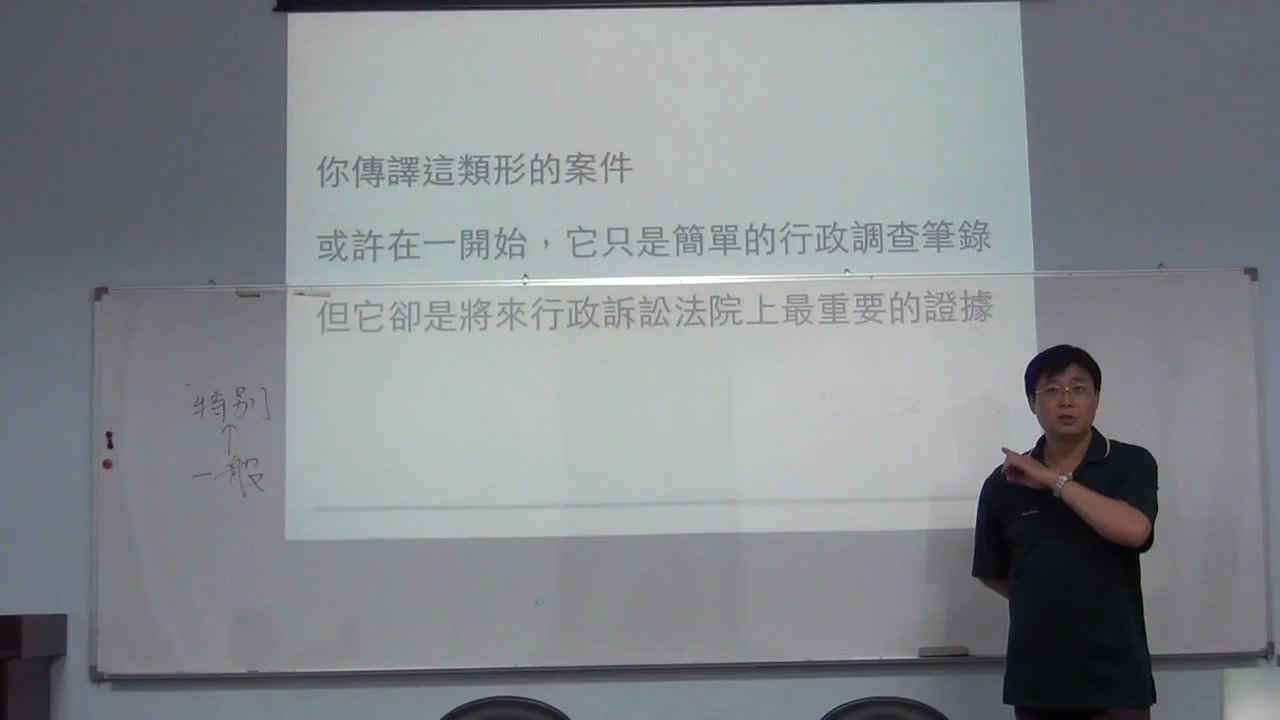 你傳譯這類形的案件
或許在一開始，它只是簡單的行政調查筆錄
但它卻是將來行政訴訟法院上最重要的證據
特別
↑
一般